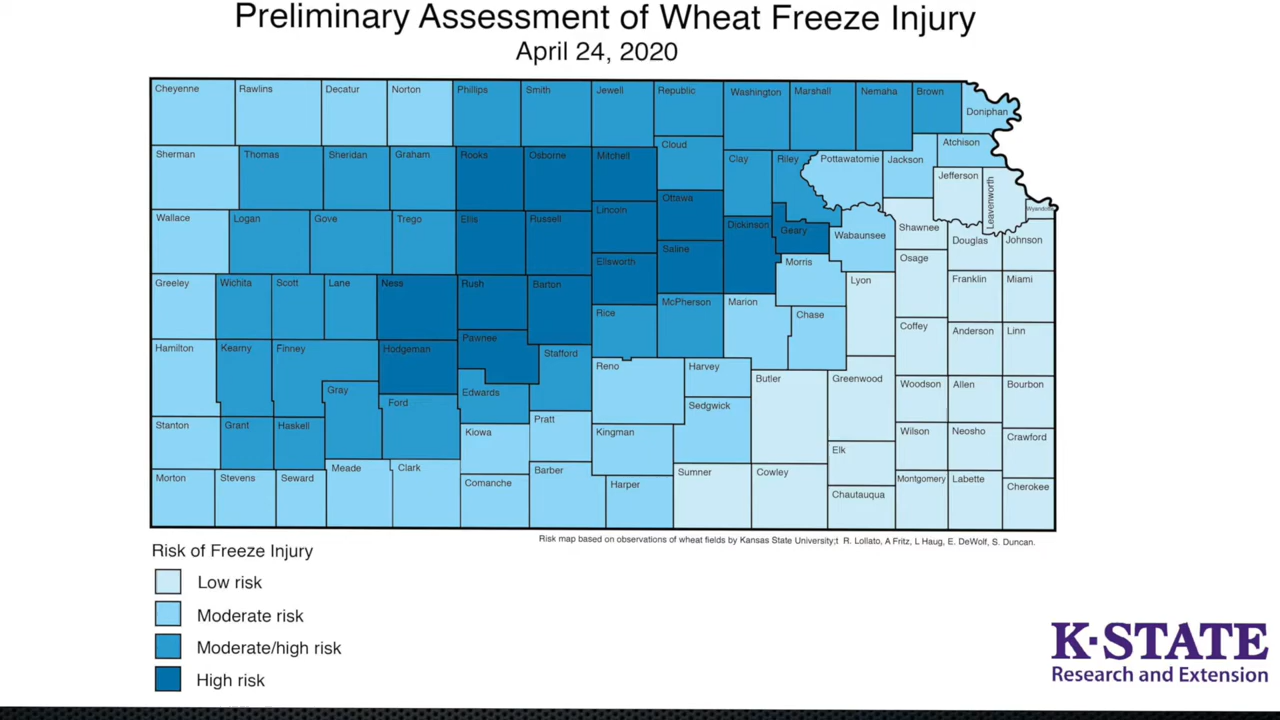 Preliminary Assessment of Wheat Freeze Injury
April 24, 2020
Cheyenne Rawlins Decatur Norton Phillips Smith Jewell Republic Washington Marshall Nemaha Brown
Doniphan
Atchison
Sherman Thomas Sheridan Graham Rooks Osborne Mitchell Cloud Clay Riley Pottawatomie Jackson
Jefferson Leavenworth Wyandotte
Wallace Logan Gove Trego Ellis Russell Lincoln Ottawa Dickinson Geary Wabaunsee Shawnee Douglas Johnson
Ellsworth Saline Morris Osage
Greeley Wichita Scott Lane Ness Rush Barton Rice McPherson Marion Chase Lyon Franklin Miami
Hamilton Kearny Finney Hodgeman Pawnee Stafford Coffey Anderson Linn
Reno Harvey Butler Greenwood Woodson Allen Bourbon
Gray Ford Edwards Sedgwick
Stanton Grant Haskell Kiowa Pratt Kingman Elk Wilson Neosho Crawford
Morton Stevens Seward Meade Clark Comanche Barber Harper Sumner Cowley Chautauqua Montgomery Labette Cherokee
Risk map based on observations of wheat fields by Kansas State University;t R. Lollato, A Fritz, L Haug, E. DeWolf, S. Duncan.
Risk of Freeze Injury
Low risk
Moderate risk
Moderate/high risk
High risk
K·STATE
Research and Extension